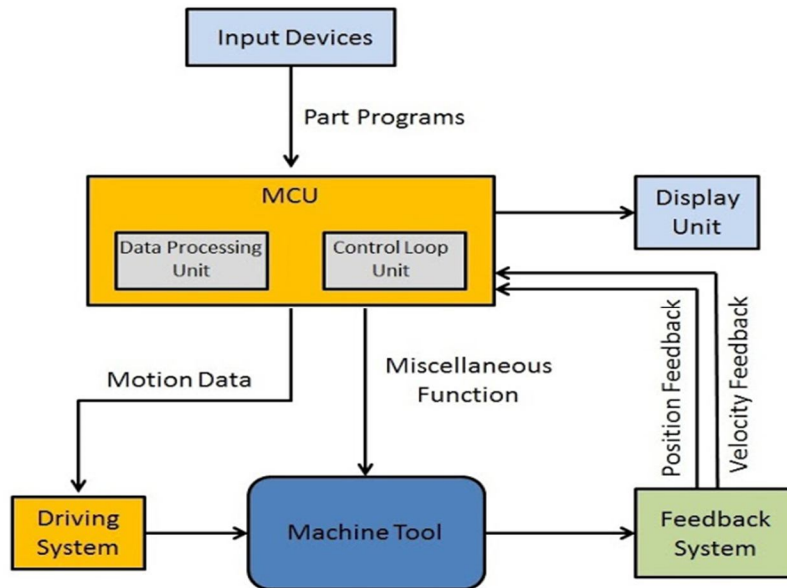 Input Devices
Part Programs
MCU
Data Processing
Unit
Control Loop
Unit
Display
Unit
Motion Data
Miscellaneous
Function
Position Feedback
Velocity Feedback
Driving
System
Machine Tool
Feedback
System